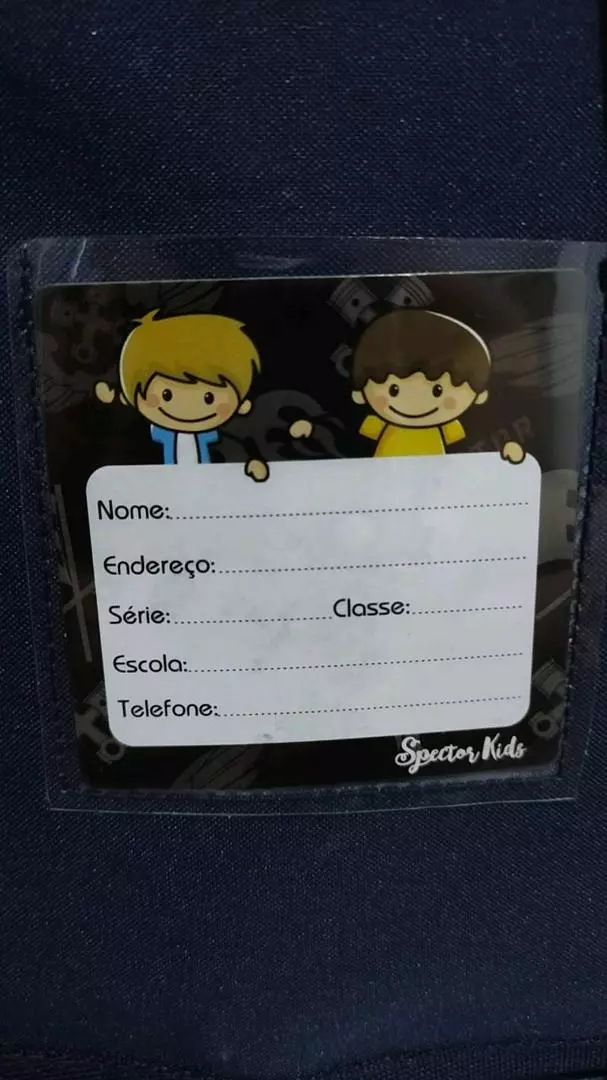 Nome:
Endereço:
Série: Classe:
Escola:
Telefone:
Spector Kids